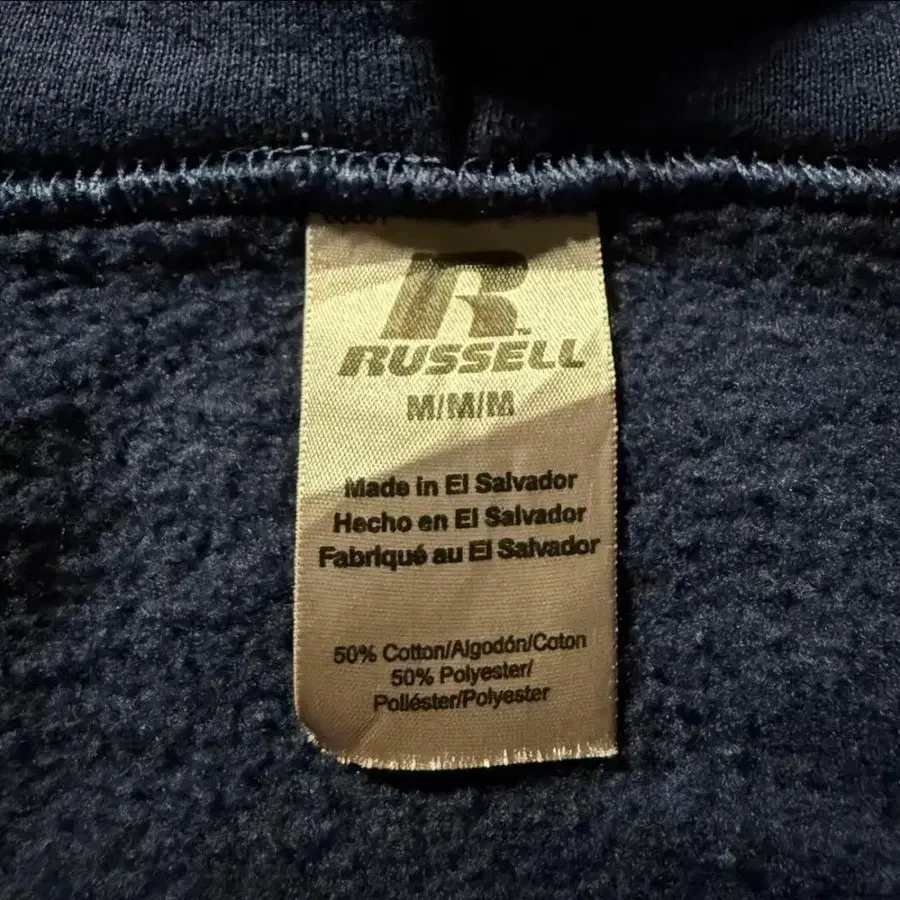 R
RUSSELL
M/M/M
Made in El Salvador
Hecho en El Salvador
Fabriqué au El Salvador
50% Cotton/Algodón/Coton
50% Polyester/
Poliéster/Polyester